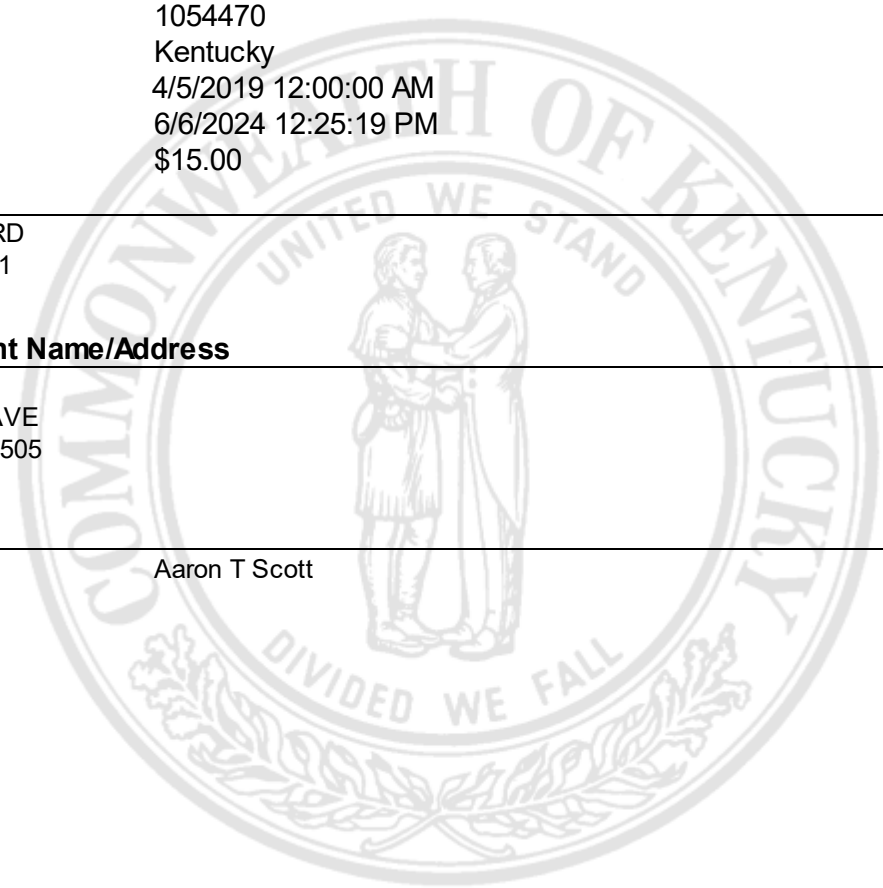 1054470
Kentucky
4/5/2019 12:00:00 AM
6/6/2024 12:25:19 PM
$15.00
RD
1
nt Name/Address
AVE
505
Aaron T Scott
COMMONWEALTH OF KENTUCKY
UNITED WE STAND
DIVIDED WE FALL